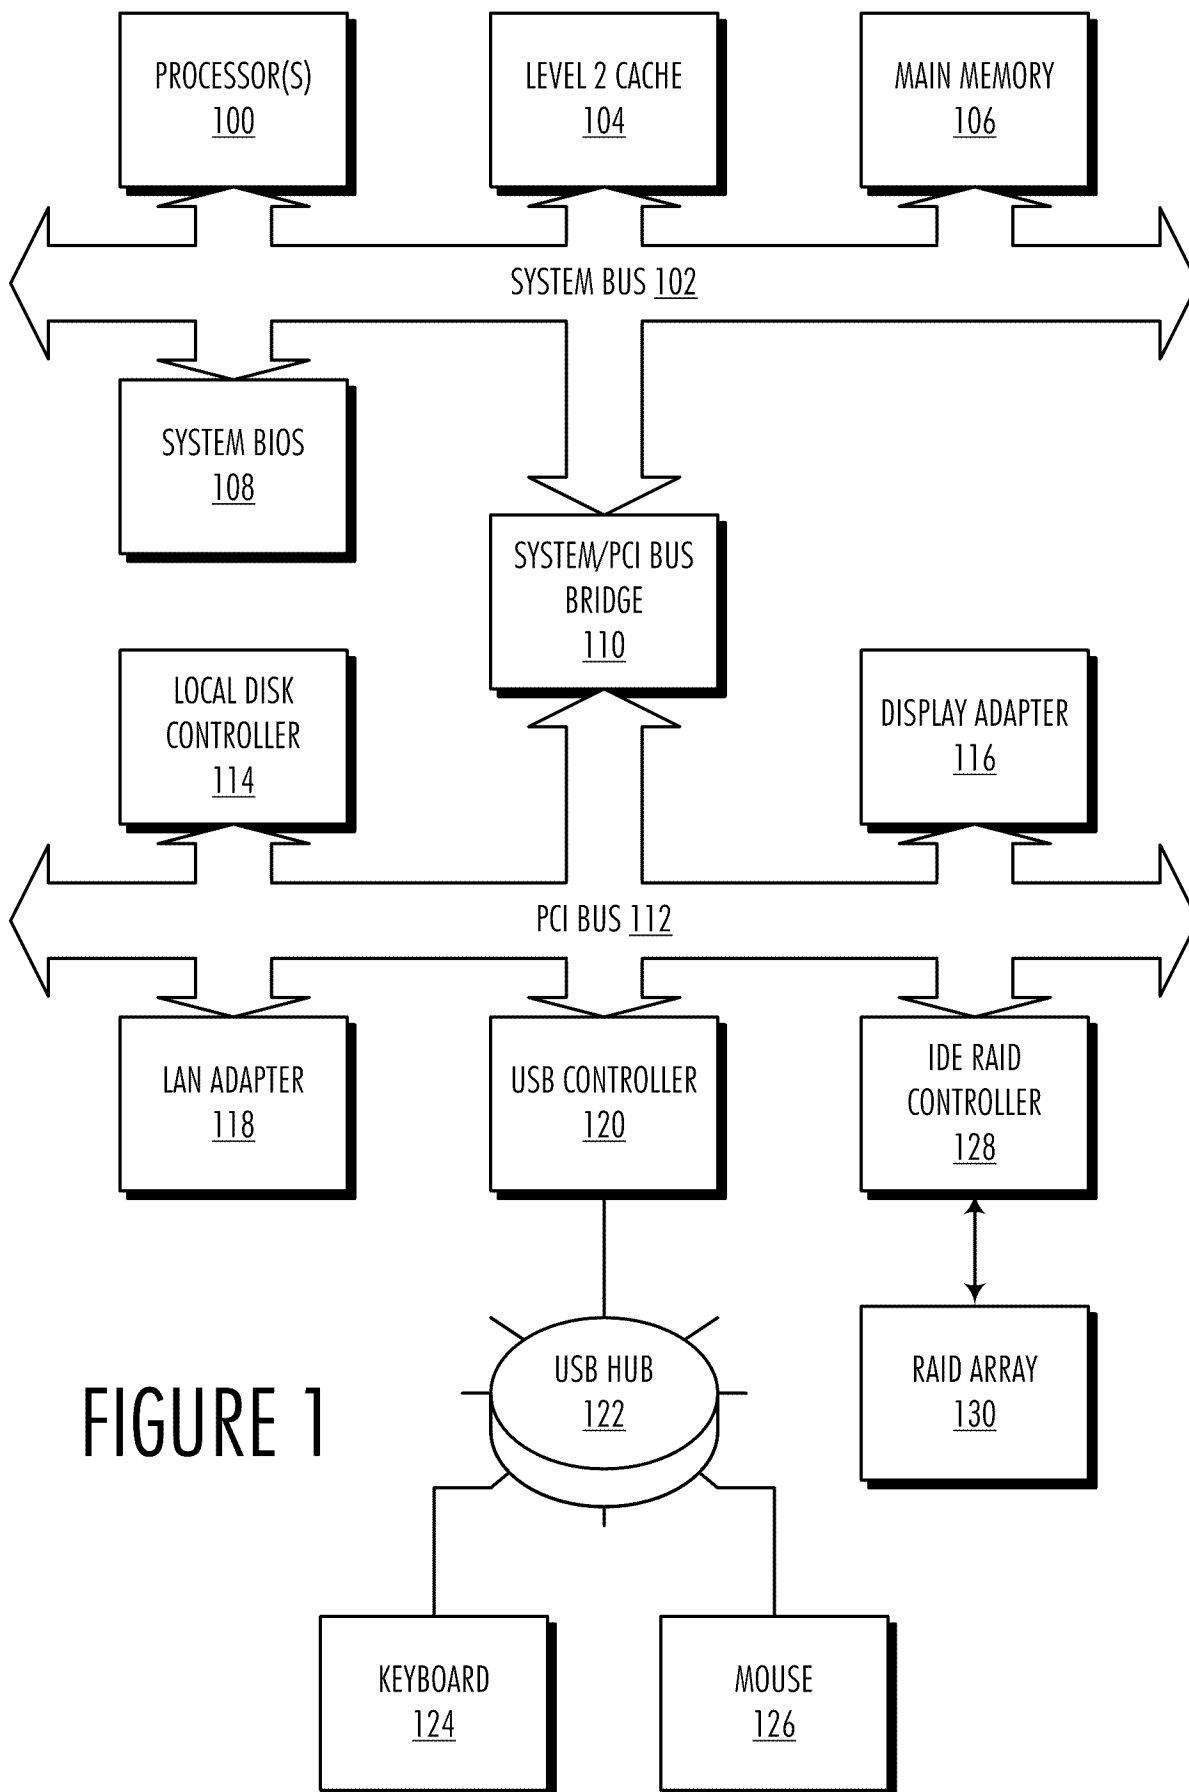 PROCESSOR(S)
100
LEVEL 2 CACHE
104
MAIN MEMORY
106
SYSTEM BUS 102
SYSTEM BIOS
108
SYSTEM/PCI BUS
BRIDGE
110
LOCAL DISK
CONTROLLER
114
DISPLAY ADAPTER
116
PCI BUS 112
LAN ADAPTER
118
USB CONTROLLER
120
IDE RAID
CONTROLLER
128
USB HUB
122
RAID ARRAY
130
FIGURE 1
KEYBOARD
124
MOUSE
126